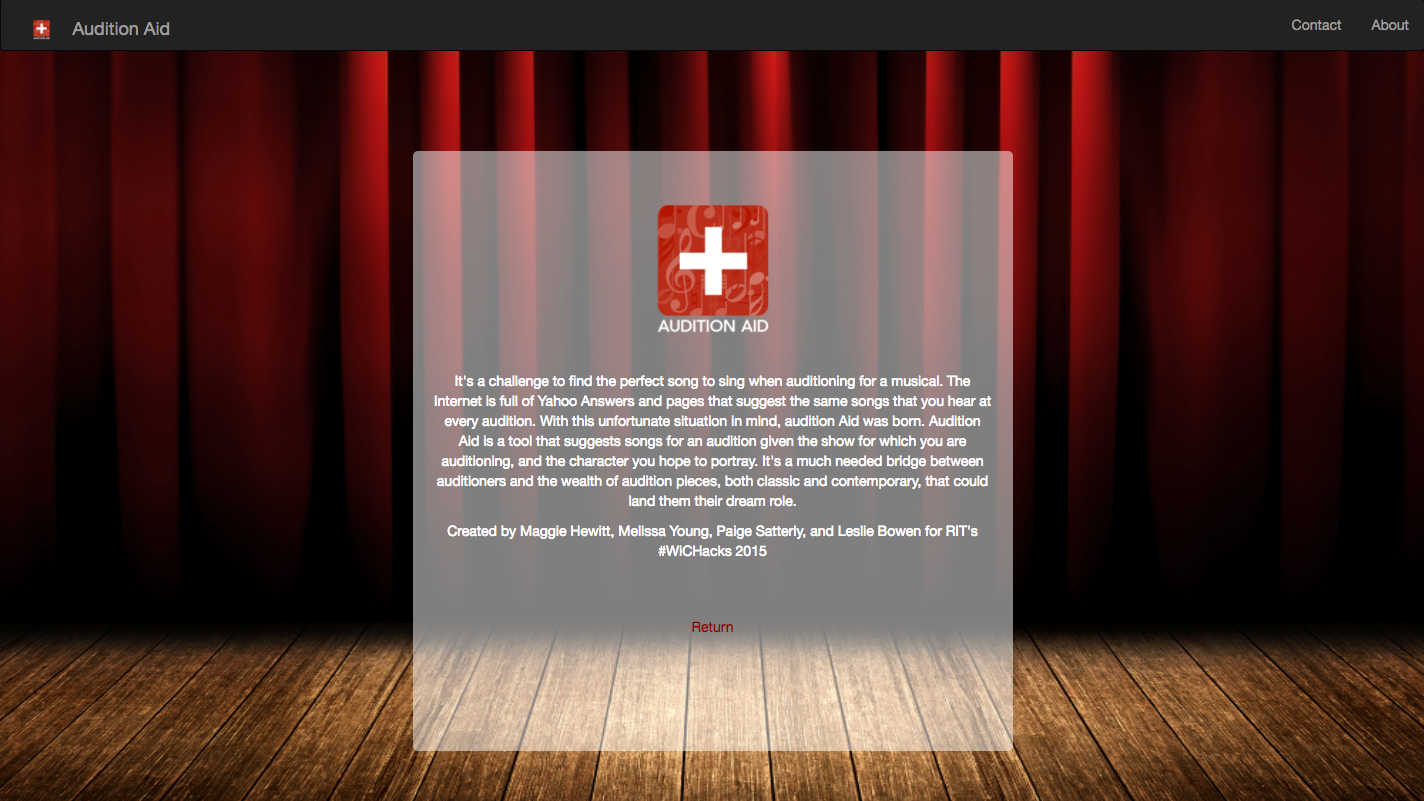 Audition Aid
Contact
About
AUDITION AID
It's a challenge to find the perfect song to sing when auditioning for a musical. The
Internet is full of Yahoo Answers and pages that suggest the same songs that you hear at
every audition. With this unfortunate situation in mind, audition Aid was born. Audition
Aid is a tool that suggests songs for an audition given the show for which you are
auditioning, and the character you hope to portray. It's a much needed bridge between
auditioners and the wealth of audition pieces, both classic and contemporary, that could
land them their dream role.
Created by Maggie Hewitt, Melissa Young, Paige Satterly, and Leslie Bowen for RIT's
#WiCHacks 2015
Return